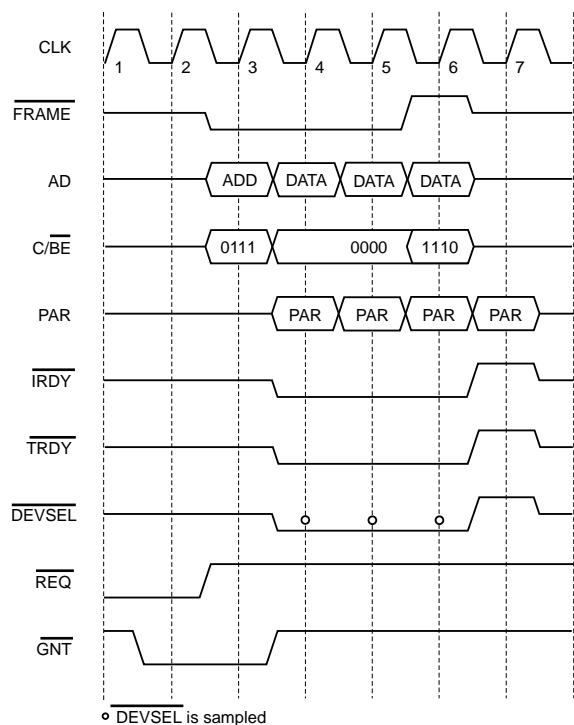 CLK
1 2 3 4 5 6 7
FRAME
AD
ADD DATA DATA DATA
C/BE
0111 0000 1110
PAR
PAR PAR PAR PAR
IRDY
TRDY
DEVSEL
REQ
GNT
DEVSEL is sampled